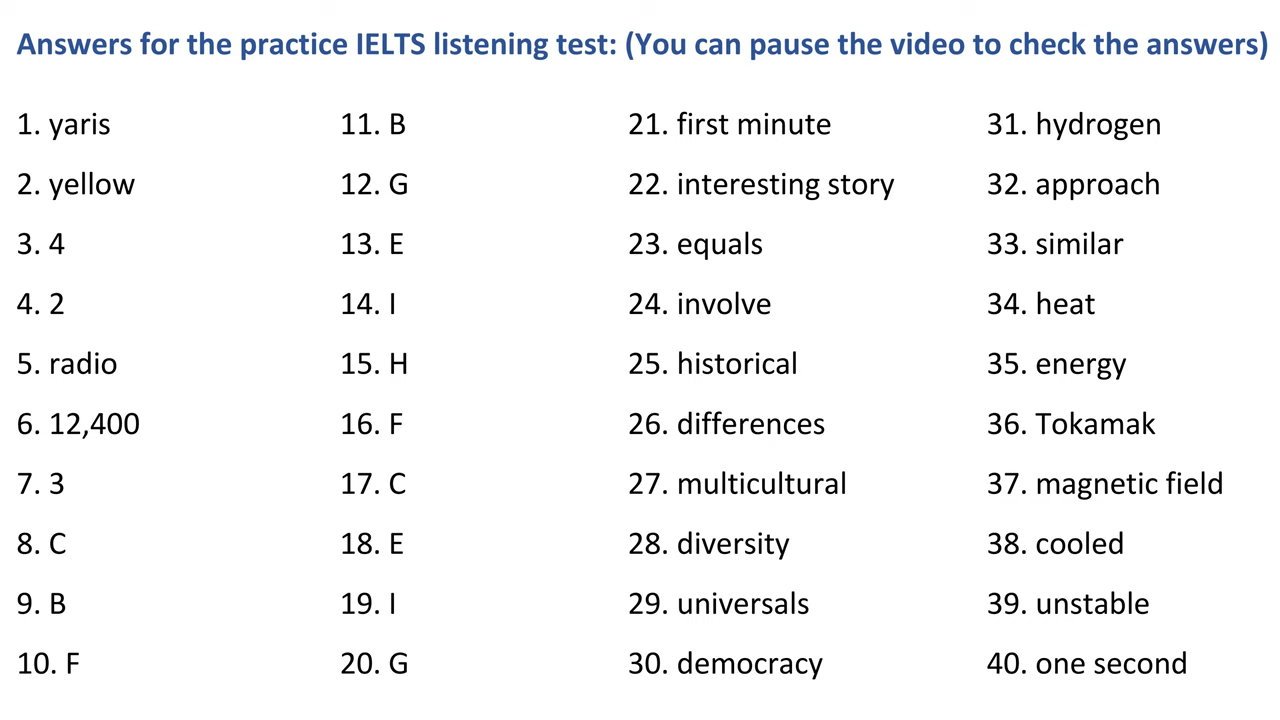 Answers for the practice IELTS listening test: (You can pause the video to check the answers)
1. yaris
2. yellow
3. 4
4. 2
5. radio
6. 12,400
7. 3
8. C
9. B
10. F
11. B
12. G
13. E
14. I
15. H
16. F
17. C
18. E
19. I
20. G
21. first minute
22. interesting story
23. equals
24. involve
25. historical
26. differences
27. multicultural
28. diversity
29. universals
30. democracy
31. hydrogen
32. approach
33. similar
34. heat
35. energy
36. Tokamak
37. magnetic field
38. cooled
39. unstable
40. one second